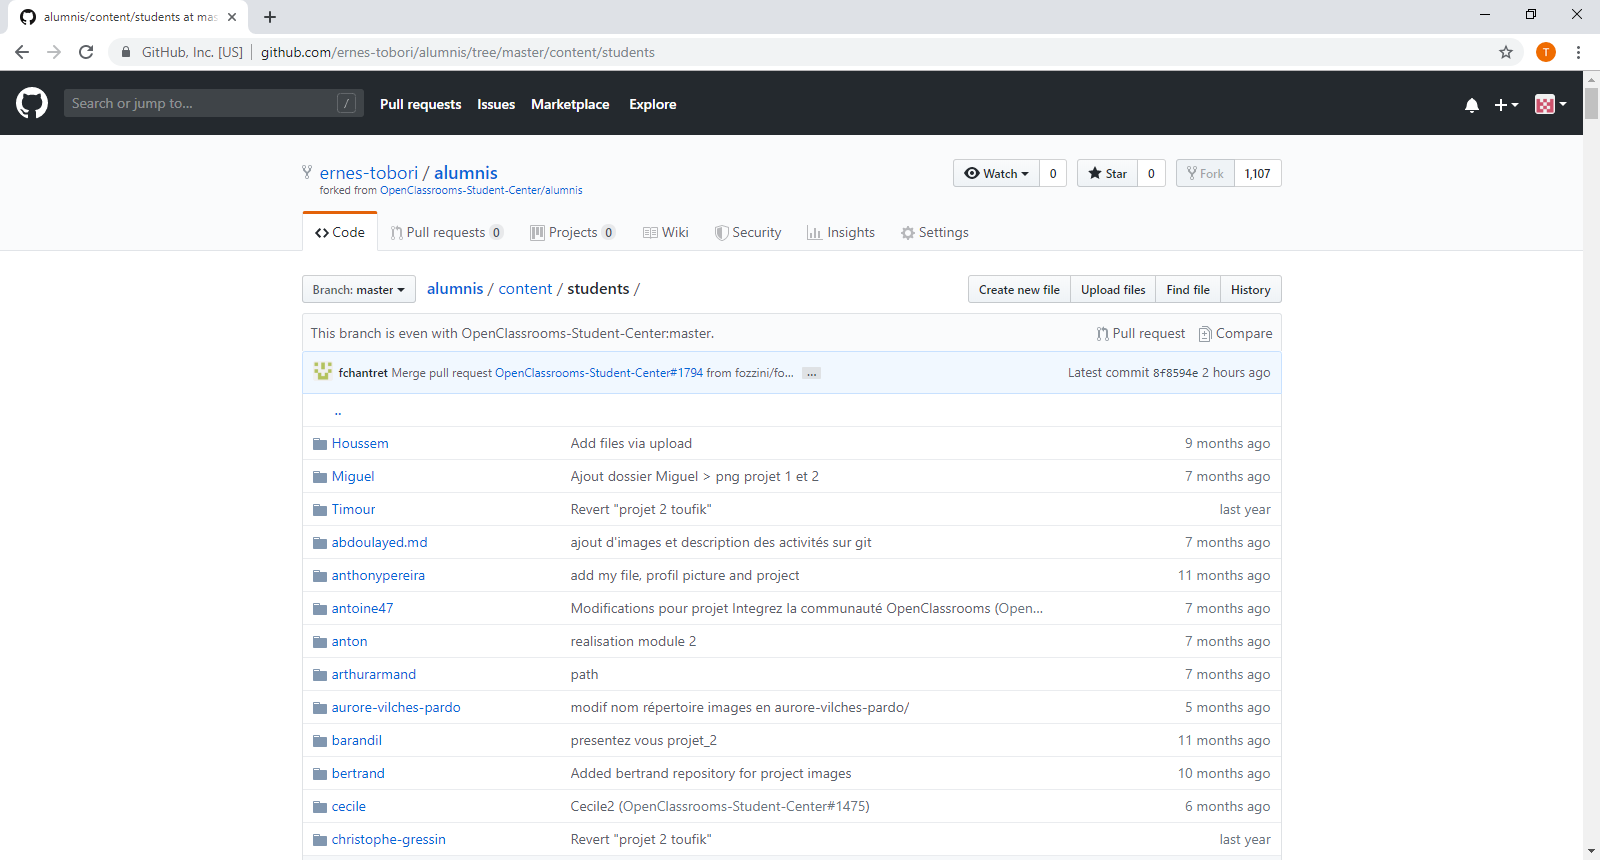 alumnis/content/students at mas
GitHub, Inc. [US] github.com/ernes-tobori/alumnis/tree/master/content/students
T
Search or jump to... /
Pull requests Issues Marketplace Explore
ernes-tobori / alumnis
forked from OpenClassrooms-Student-Center/alumnis
Watch 0 Star 0 Fork 1,107
Code Pull requests 0 Projects 0 Wiki Security Insights Settings
Branch: master alumnis / content / students /
Create new file Upload files Find file History
This branch is even with OpenClassrooms-Student-Center:master. Pull request Compare
fchantret Merge pull request OpenClassrooms-Student-Center#1794 from fozzini/fo... ... Latest commit 8f8594e 2 hours ago
..
Houssem Add files via upload 9 months ago
Miguel Ajout dossier Miguel > png projet 1 et 2 7 months ago
Timour Revert "projet 2 toufik" last year
abdoulayed.md ajout d'images et description des activités sur git 7 months ago
anthonypereira add my file, profil picture and project 11 months ago
antoine47 Modifications pour projet Integrez la communauté OpenClassrooms (Open... 7 months ago
anton realisation module 2 7 months ago
arthurarmand path 7 months ago
aurore-vilches-pardo modif nom répertoire images en aurore-vilches-pardo/ 5 months ago
barandil presentez vous projet_2 11 months ago
bertrand Added bertrand repository for project images 10 months ago
cecile Cecile2 (OpenClassrooms-Student-Center#1475) 6 months ago
christophe-gressin Revert "projet 2 toufik" last year